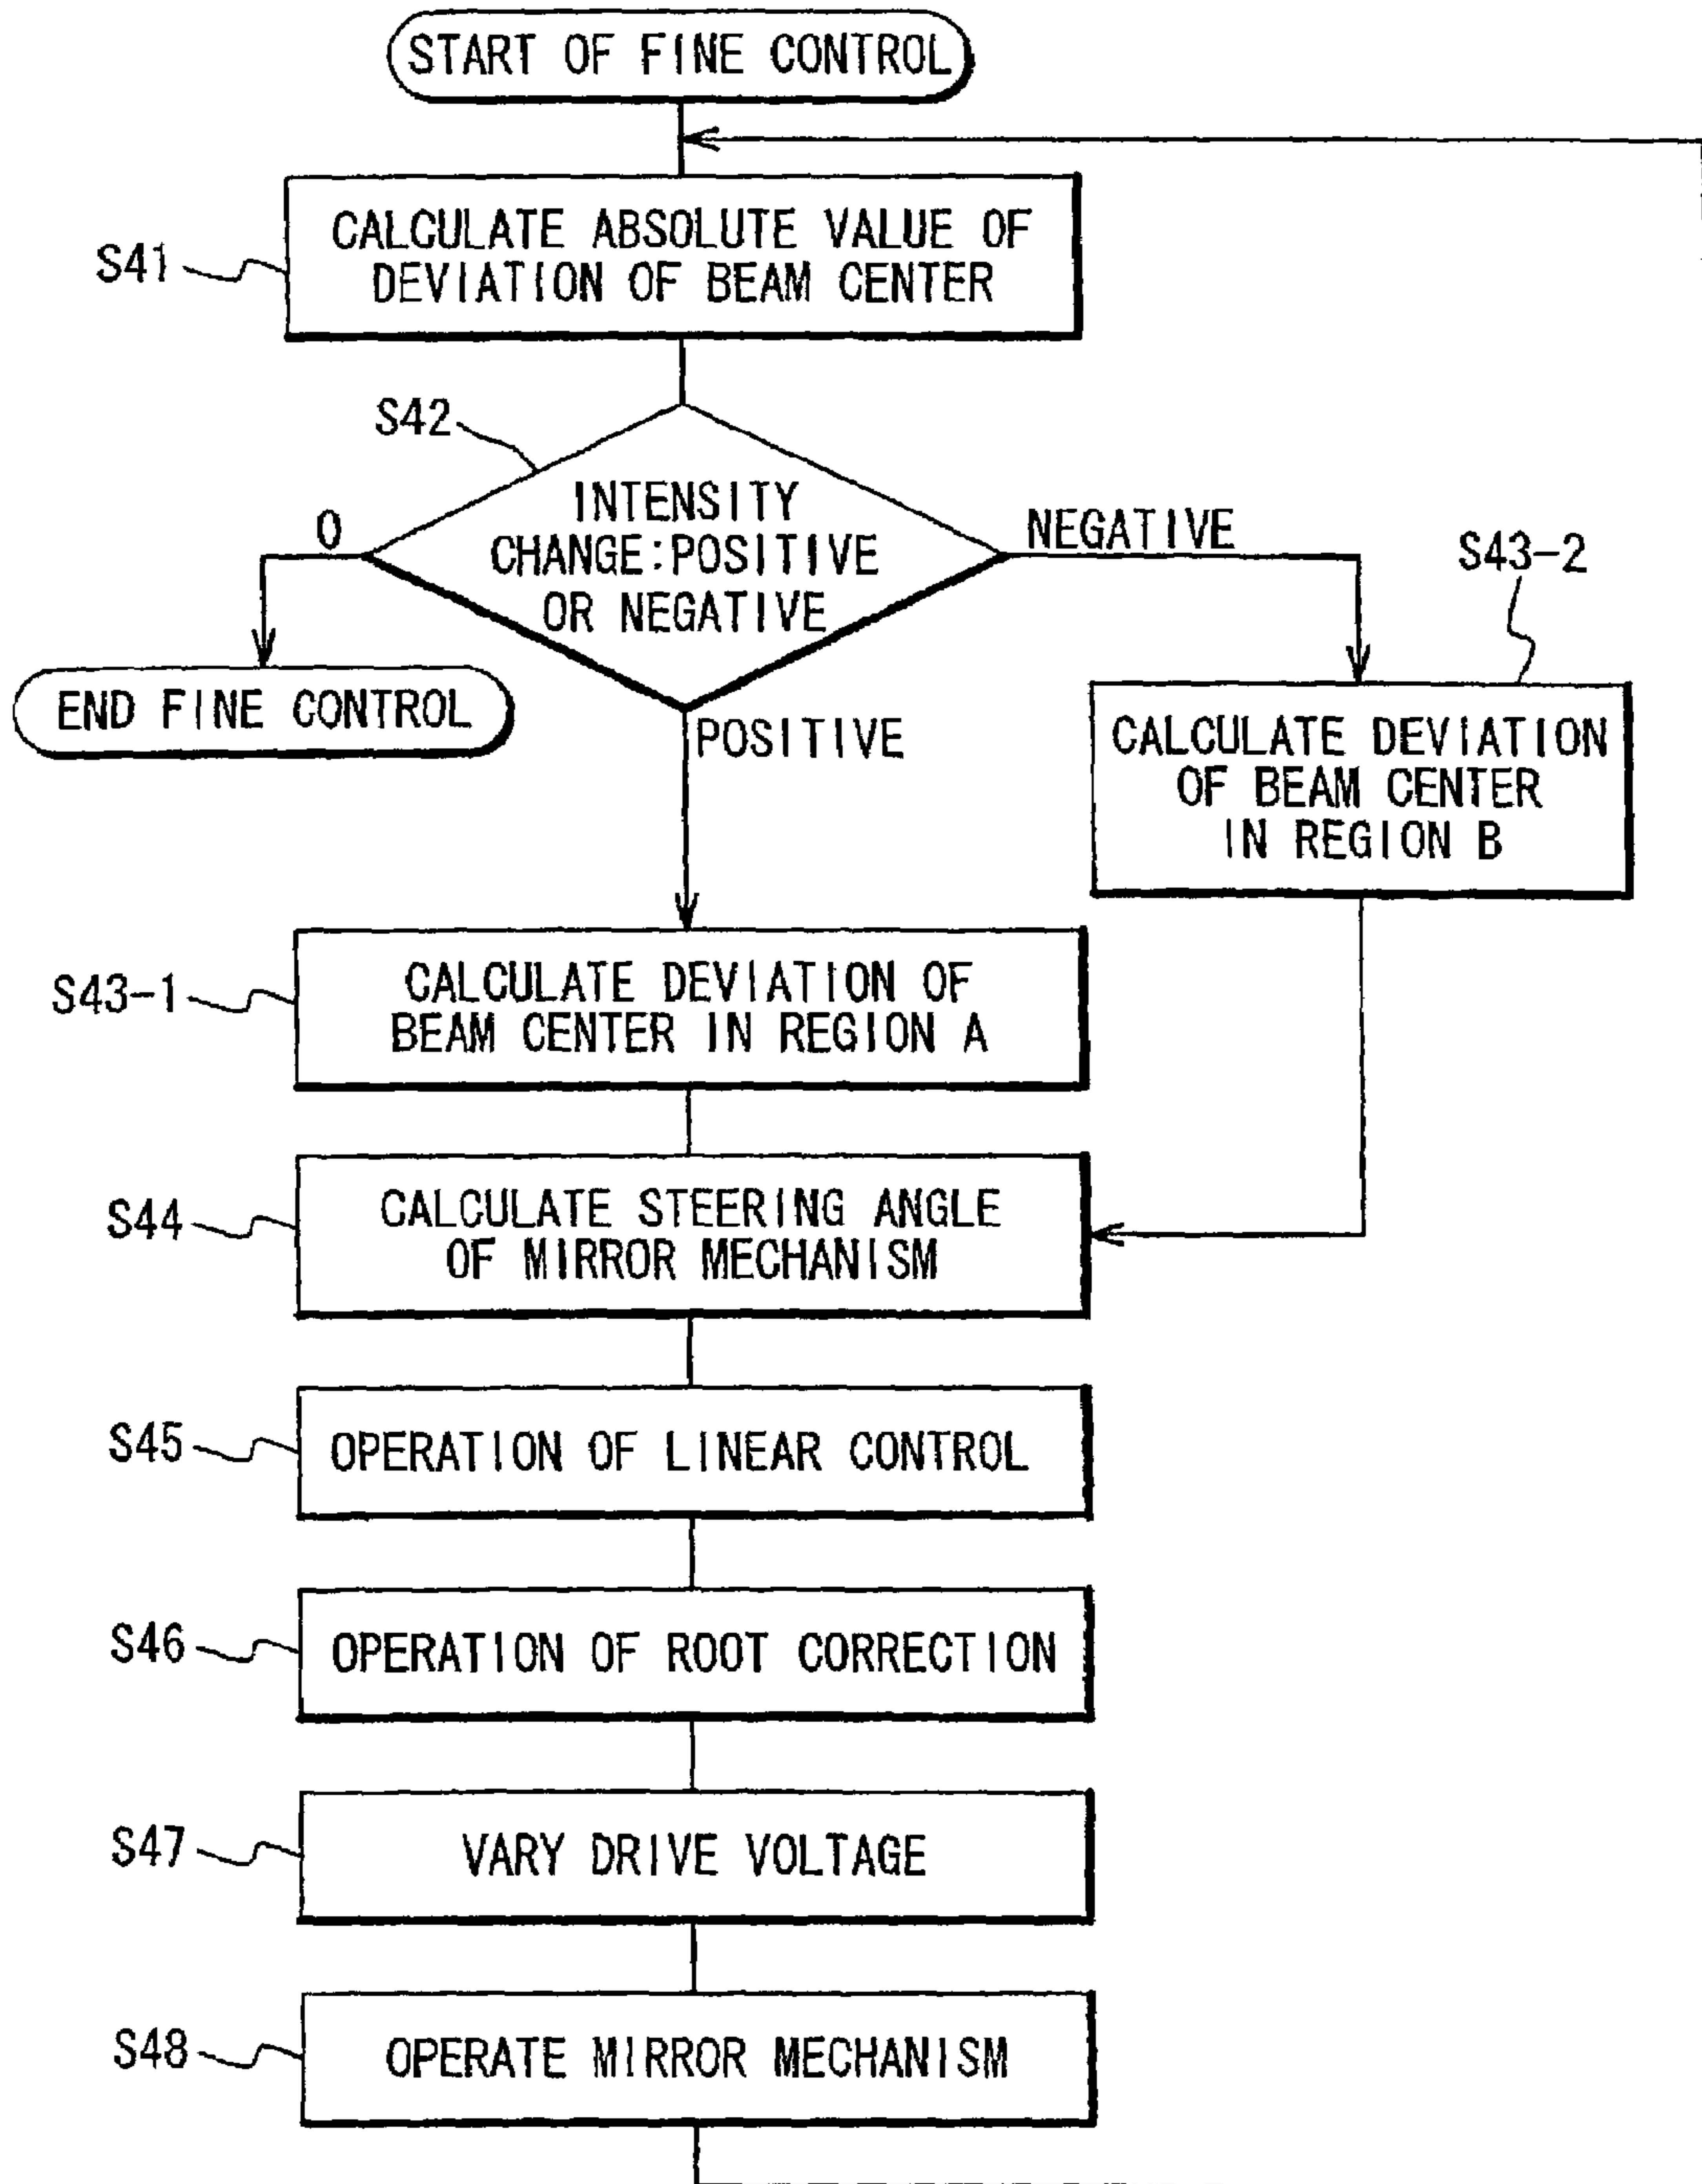 START OF FINE CONTROL
S41
CALCULATE ABSOLUTE VALUE OF
DEVIATION OF BEAM CENTER
S42
INTENSITY
CHANGE:POSITIVE
OR NEGATIVE
0
NEGATIVE
POSITIVE
END FINE CONTROL
S43-2
CALCULATE DEVIATION
OF BEAM CENTER
IN REGION B
S43-1
CALCULATE DEVIATION OF
BEAM CENTER IN REGION A
S44
CALCULATE STEERING ANGLE
OF MIRROR MECHANISM
S45
OPERATION OF LINEAR CONTROL
S46
OPERATION OF ROOT CORRECTION
S47
VARY DRIVE VOLTAGE
S48
OPERATE MIRROR MECHANISM